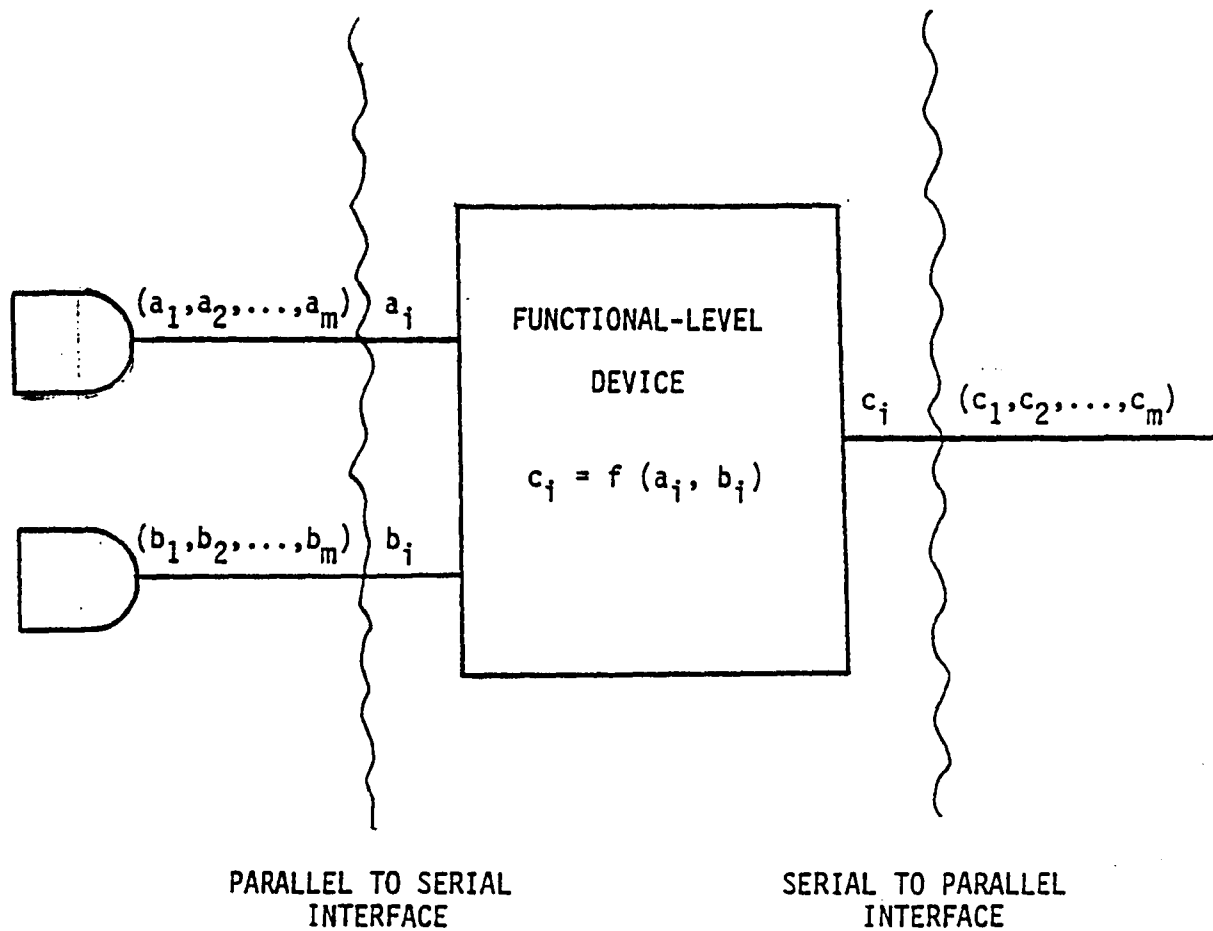 (a₁,a₂,...,aₘ) aᵢ
FUNCTIONAL-LEVEL
DEVICE
cᵢ = f (aᵢ, bᵢ)
cᵢ (c₁,c₂,...,cₘ)
(b₁,b₂,...,bₘ) bᵢ
PARALLEL TO SERIAL
INTERFACE
SERIAL TO PARALLEL
INTERFACE